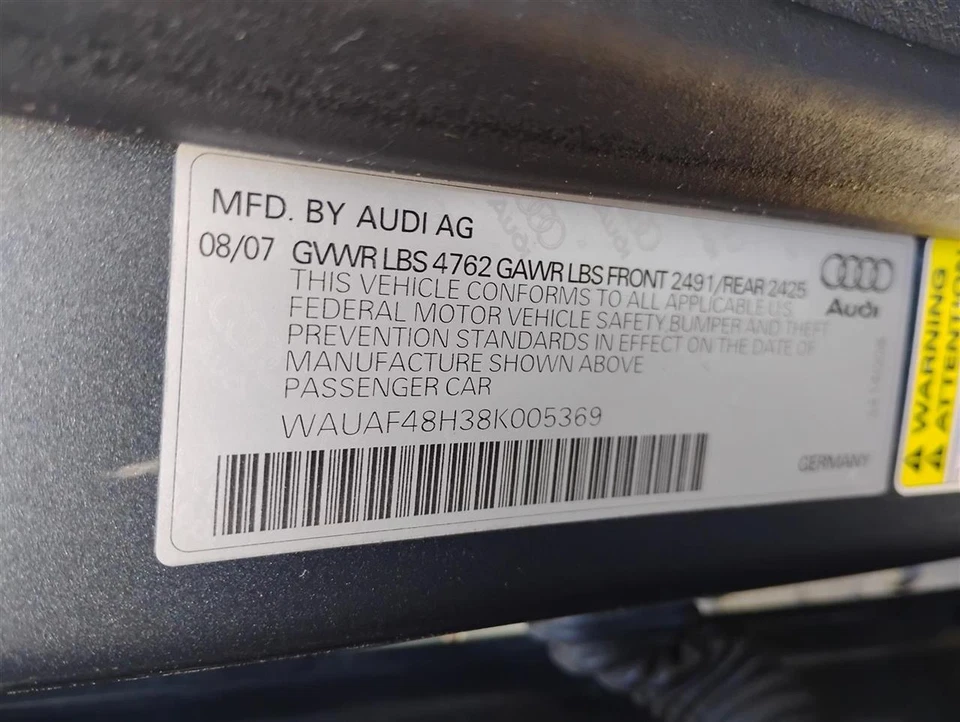 MFD. BY AUDI AG
08/07 GVWR LBS 4762 GAWR LBS FRONT 2491/REAR 2425
THIS VEHICLE CONFORMS TO ALL APPLICABLE U.S.
FEDERAL MOTOR VEHICLE SAFETY,BUMPER AND THEFT
PREVENTION STANDARDS IN EFFECT ON THE DATE OF
MANUFACTURE SHOWN ABOVE
PASSENGER CAR
WAUAF48H38K005369
GERMANY
Audi
Audi
Audi
WARNING
ATTENTION